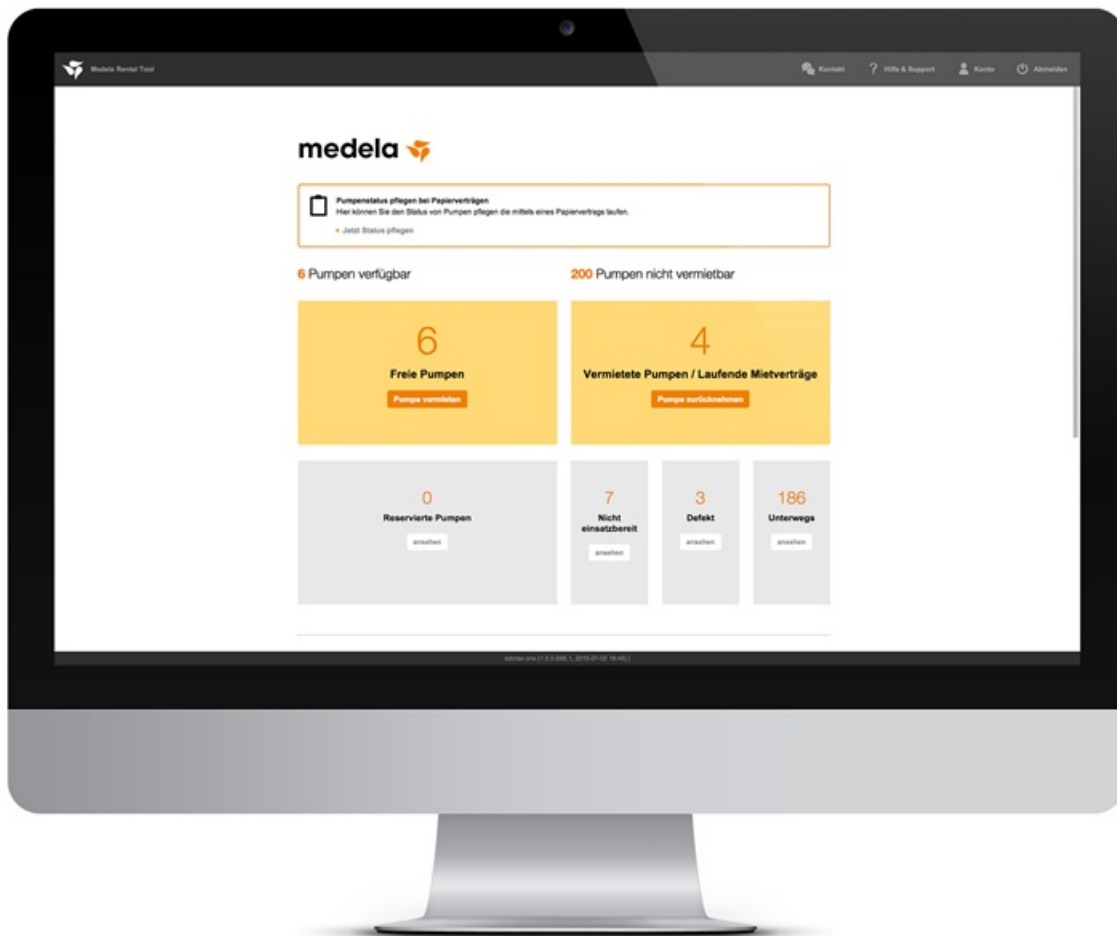 Medela Rental Tool
Kontakt
Hilfe & Support
Konto
Abmelden
medela
Pumpenstatus pflegen bei Papierverträgen
Hier können Sie den Status von Pumpen pflegen die mittels eines Papiervertrags laufen.
Jetzt Status pflegen
6 Pumpen verfügbar
200 Pumpen nicht vermietbar
6
Freie Pumpen
Pumpe vermieten
4
Vermietete Pumpen / Laufende Mietverträge
Pumpe zurücknehmen
0
Reservierte Pumpen
ansehen
7
Nicht
einsatzbereit
ansehen
3
Defekt
ansehen
186
Unterwegs
ansehen